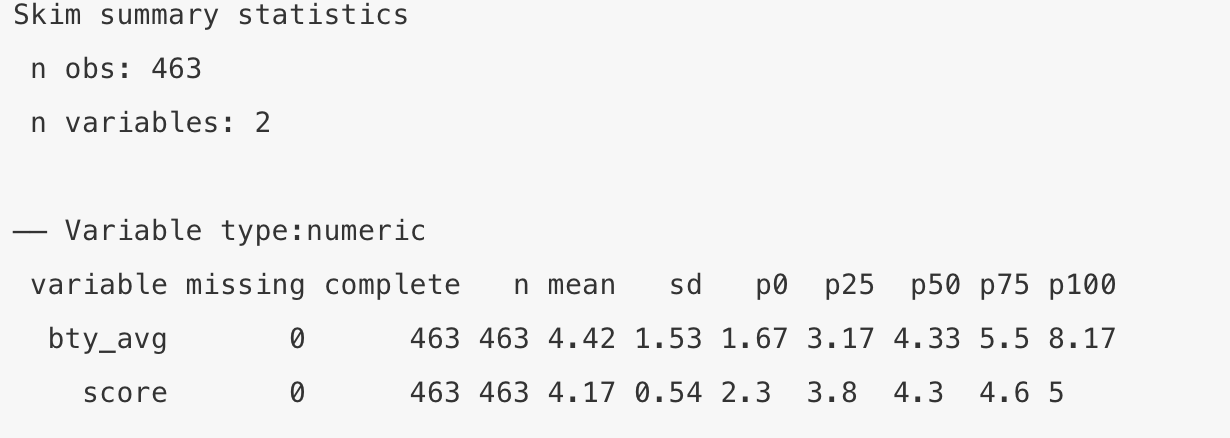 Skim summary statistics
n obs: 463
n variables: 2
── Variable type:numeric
variable missing complete n mean sd p0 p25 p50 p75 p100
bty_avg 0 463 463 4.42 1.53 1.67 3.17 4.33 5.5 8.17
score 0 463 463 4.17 0.54 2.3 3.8 4.3 4.6 5